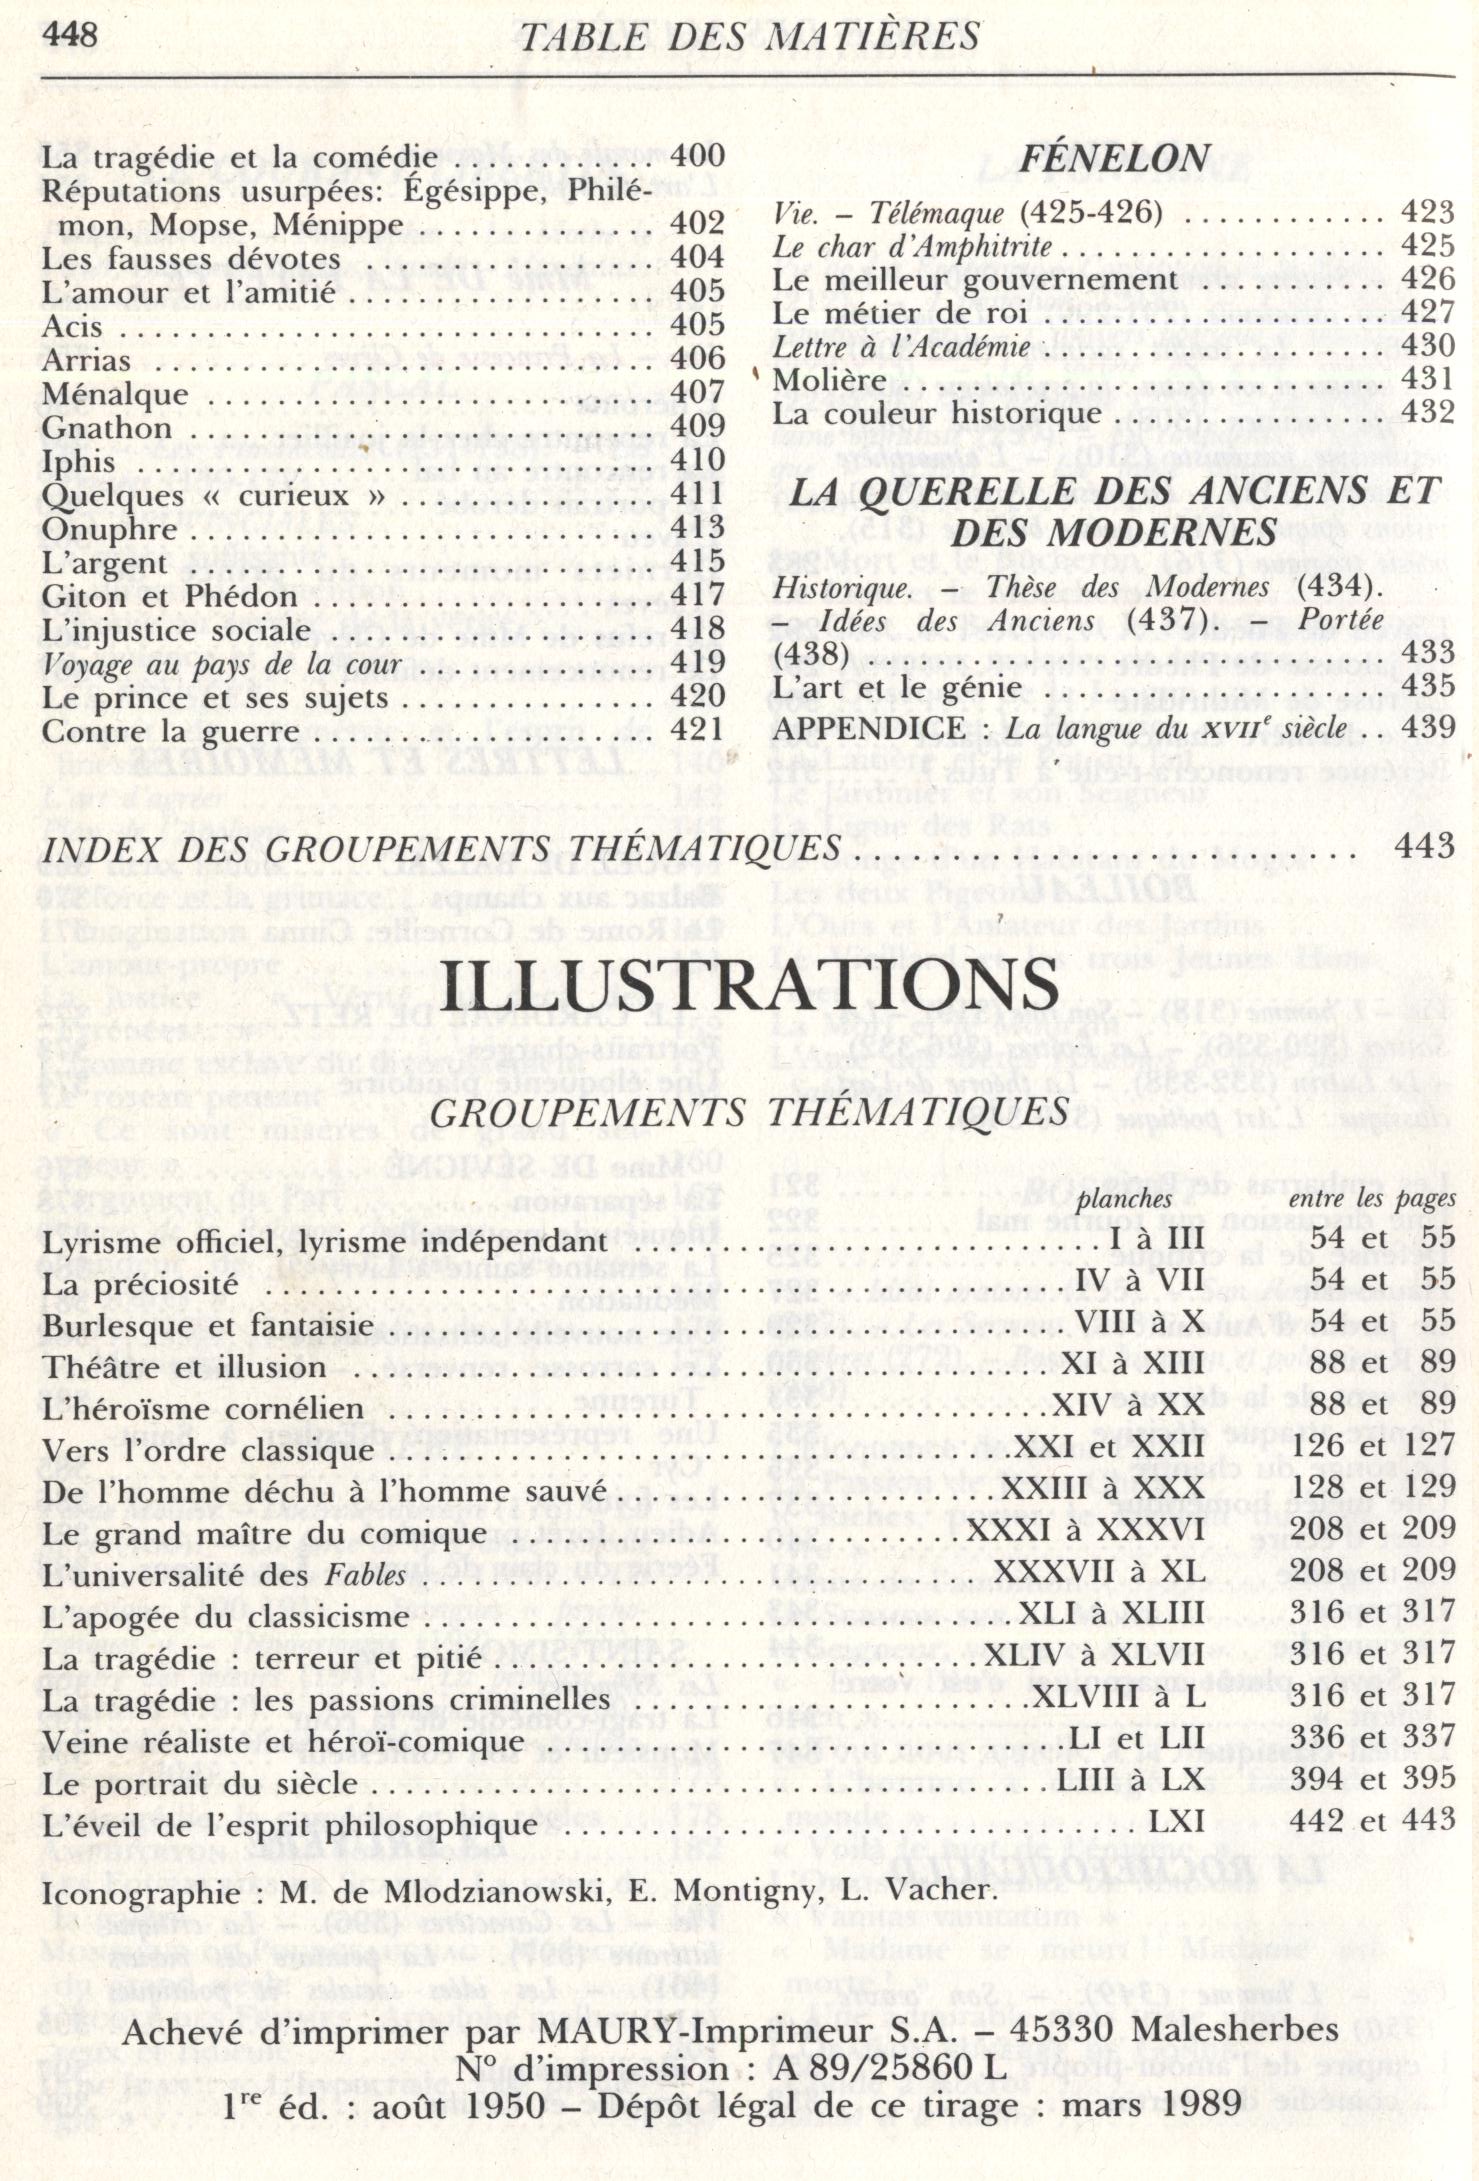 448
TABLE DES MATIÈRES
La tragédie et la comédie . . . . . . . . . . . . . 400
Réputations usurpées: Égésippe, Philé-
mon, Mopse, Ménippe . . . . . . . . . . . . . . 402
Les fausses dévotes . . . . . . . . . . . . . . . . . 404
L'amour et l'amitié . . . . . . . . . . . . . . . . . . 405
Acis . . . . . . . . . . . . . . . . . . . . . . . . . . . . . . 405
Arrias . . . . . . . . . . . . . . . . . . . . . . . . . . . . 406
Ménalque . . . . . . . . . . . . . . . . . . . . . . . . . 407
Gnathon . . . . . . . . . . . . . . . . . . . . . . . . . . 409
Iphis . . . . . . . . . . . . . . . . . . . . . . . . . . . . . 410
Quelques « curieux » . . . . . . . . . . . . . . . 411
Onuphre . . . . . . . . . . . . . . . . . . . . . . . . . . 413
L'argent . . . . . . . . . . . . . . . . . . . . . . . . . . 415
Giton et Phédon . . . . . . . . . . . . . . . . . . . . 417
L'injustice sociale . . . . . . . . . . . . . . . . . . . 418
Voyage au pays de la cour . . . . . . . . . . . . . 419
Le prince et ses sujets . . . . . . . . . . . . . . . 420
Contre la guerre . . . . . . . . . . . . . . . . . . . . 421
FÉNELON
Vie. – Télémaque (425-426) . . . . . . . . . . . . 423
Le char d'Amphitrite . . . . . . . . . . . . . . . . . . . 425
Le meilleur gouvernement . . . . . . . . . . . . 426
Le métier de roi . . . . . . . . . . . . . . . . . . . . 427
Lettre à l'Académie . . . . . . . . . . . . . . . . . . . . 430
Molière . . . . . . . . . . . . . . . . . . . . . . . . . . . . 431
La couleur historique . . . . . . . . . . . . . . . . 432
LA QUERELLE DES ANCIENS ET
DES MODERNES
Historique. – Thèse des Modernes (434).
– Idées des Anciens (437). – Portée
(438) . . . . . . . . . . . . . . . . . . . . . . . . . . . . . . 433
L'art et le génie . . . . . . . . . . . . . . . . . . . . 435
APPENDICE : La langue du XVIIe siècle . . 439
INDEX DES GROUPEMENTS THÉMATIQUES . . . . . . . . . . . . . . . . . . . . . . . . . . . . . 443
ILLUSTRATIONS
GROUPEMENTS THÉMATIQUES
planches entre les pages
Lyrisme officiel, lyrisme indépendant . . . . . . . . . . . . . . . . . . . . . . . . . . I à III 54 et 55
La préciosité . . . . . . . . . . . . . . . . . . . . . . . . . . . . . . . . . . . . . . . . . . . . . . . IV à VII 54 et 55
Burlesque et fantaisie . . . . . . . . . . . . . . . . . . . . . . . . . . . . . . . . . . . . . . . VIII à X 54 et 55
Théâtre et illusion . . . . . . . . . . . . . . . . . . . . . . . . . . . . . . . . . . . . . . . . XI à XIII 88 et 89
L'héroïsme cornélien . . . . . . . . . . . . . . . . . . . . . . . . . . . . . . . . . . . . . . XIV à XX 88 et 89
Vers l'ordre classique . . . . . . . . . . . . . . . . . . . . . . . . . . . . . . . . . . . . XXI et XXII 126 et 127
De l'homme déchu à l'homme sauvé . . . . . . . . . . . . . . . . . . . . . . . XXIII à XXX 128 et 129
Le grand maître du comique . . . . . . . . . . . . . . . . . . . . . . . . . . XXXI à XXXVI 208 et 209
L'universalité des Fables . . . . . . . . . . . . . . . . . . . . . . . . . . . . . . . . . XXXVII à XL 208 et 209
L'apogée du classicisme . . . . . . . . . . . . . . . . . . . . . . . . . . . . . . . . . . . XLI à XLIII 316 et 317
La tragédie : terreur et pitié . . . . . . . . . . . . . . . . . . . . . . . . . . . . XLIV à XLVII 316 et 317
La tragédie : les passions criminelles . . . . . . . . . . . . . . . . . . . . . . . . XLVIII à L 316 et 317
Veine réaliste et héroï-comique . . . . . . . . . . . . . . . . . . . . . . . . . . . . . . . LI et LII 336 et 337
Le portrait du siècle . . . . . . . . . . . . . . . . . . . . . . . . . . . . . . . . . . . . . . . LIII à LX 394 et 395
L'éveil de l'esprit philosophique . . . . . . . . . . . . . . . . . . . . . . . . . . . . . . . . . . LXI 442 et 443
Iconographie : M. de Mlodzianowski, E. Montigny, L. Vacher.
Achevé d'imprimer par MAURY-Imprimeur S.A. – 45330 Malesherbes
N° d'impression : A 89/25860 L
1re éd. : août 1950 – Dépôt légal de ce tirage : mars 1989